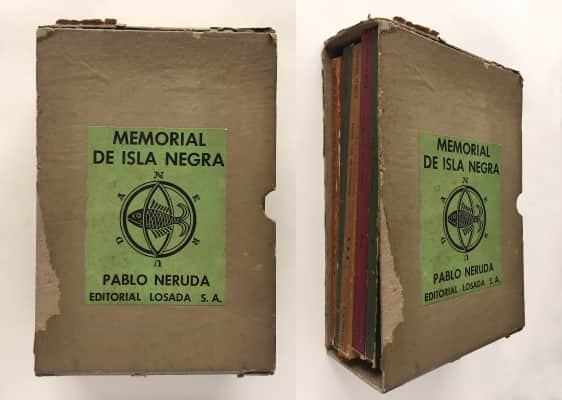 MEMORIAL
DE ISLA NEGRA
N E R U D A
PABLO NERUDA
EDITORIAL LOSADA S. A.
MEMORIAL
DE ISLA NEGRA
N E R U D A
PABLO NERUDA
EDITORIAL LOSADA S. A.